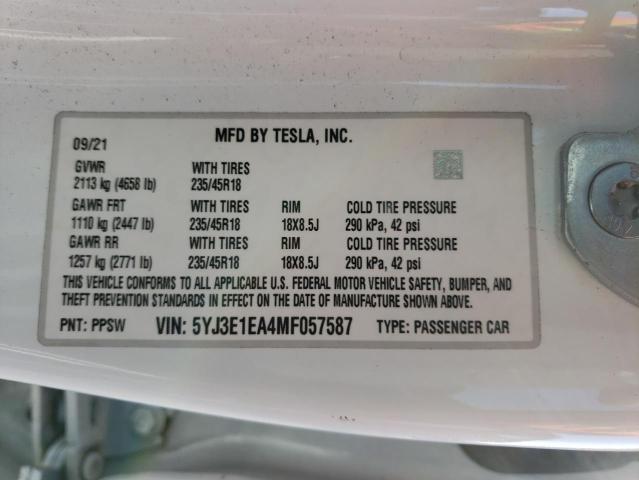 09/21 MFD BY TESLA, INC.
GVWR WITH TIRES
2113 kg (4658 lb) 235/45R18
GAWR FRT WITH TIRES RIM COLD TIRE PRESSURE
1110 kg (2447 lb) 235/45R18 18X8.5J 290 kPa, 42 psi
GAWR RR WITH TIRES RIM COLD TIRE PRESSURE
1257 kg (2771 lb) 235/45R18 18X8.5J 290 kPa, 42 psi
THIS VEHICLE CONFORMS TO ALL APPLICABLE U.S. FEDERAL MOTOR VEHICLE SAFETY, BUMPER, AND
THEFT PREVENTION STANDARDS IN EFFECT ON THE DATE OF MANUFACTURE SHOWN ABOVE.
PNT: PPSW VIN: 5YJ3E1EA4MF057587 TYPE: PASSENGER CAR